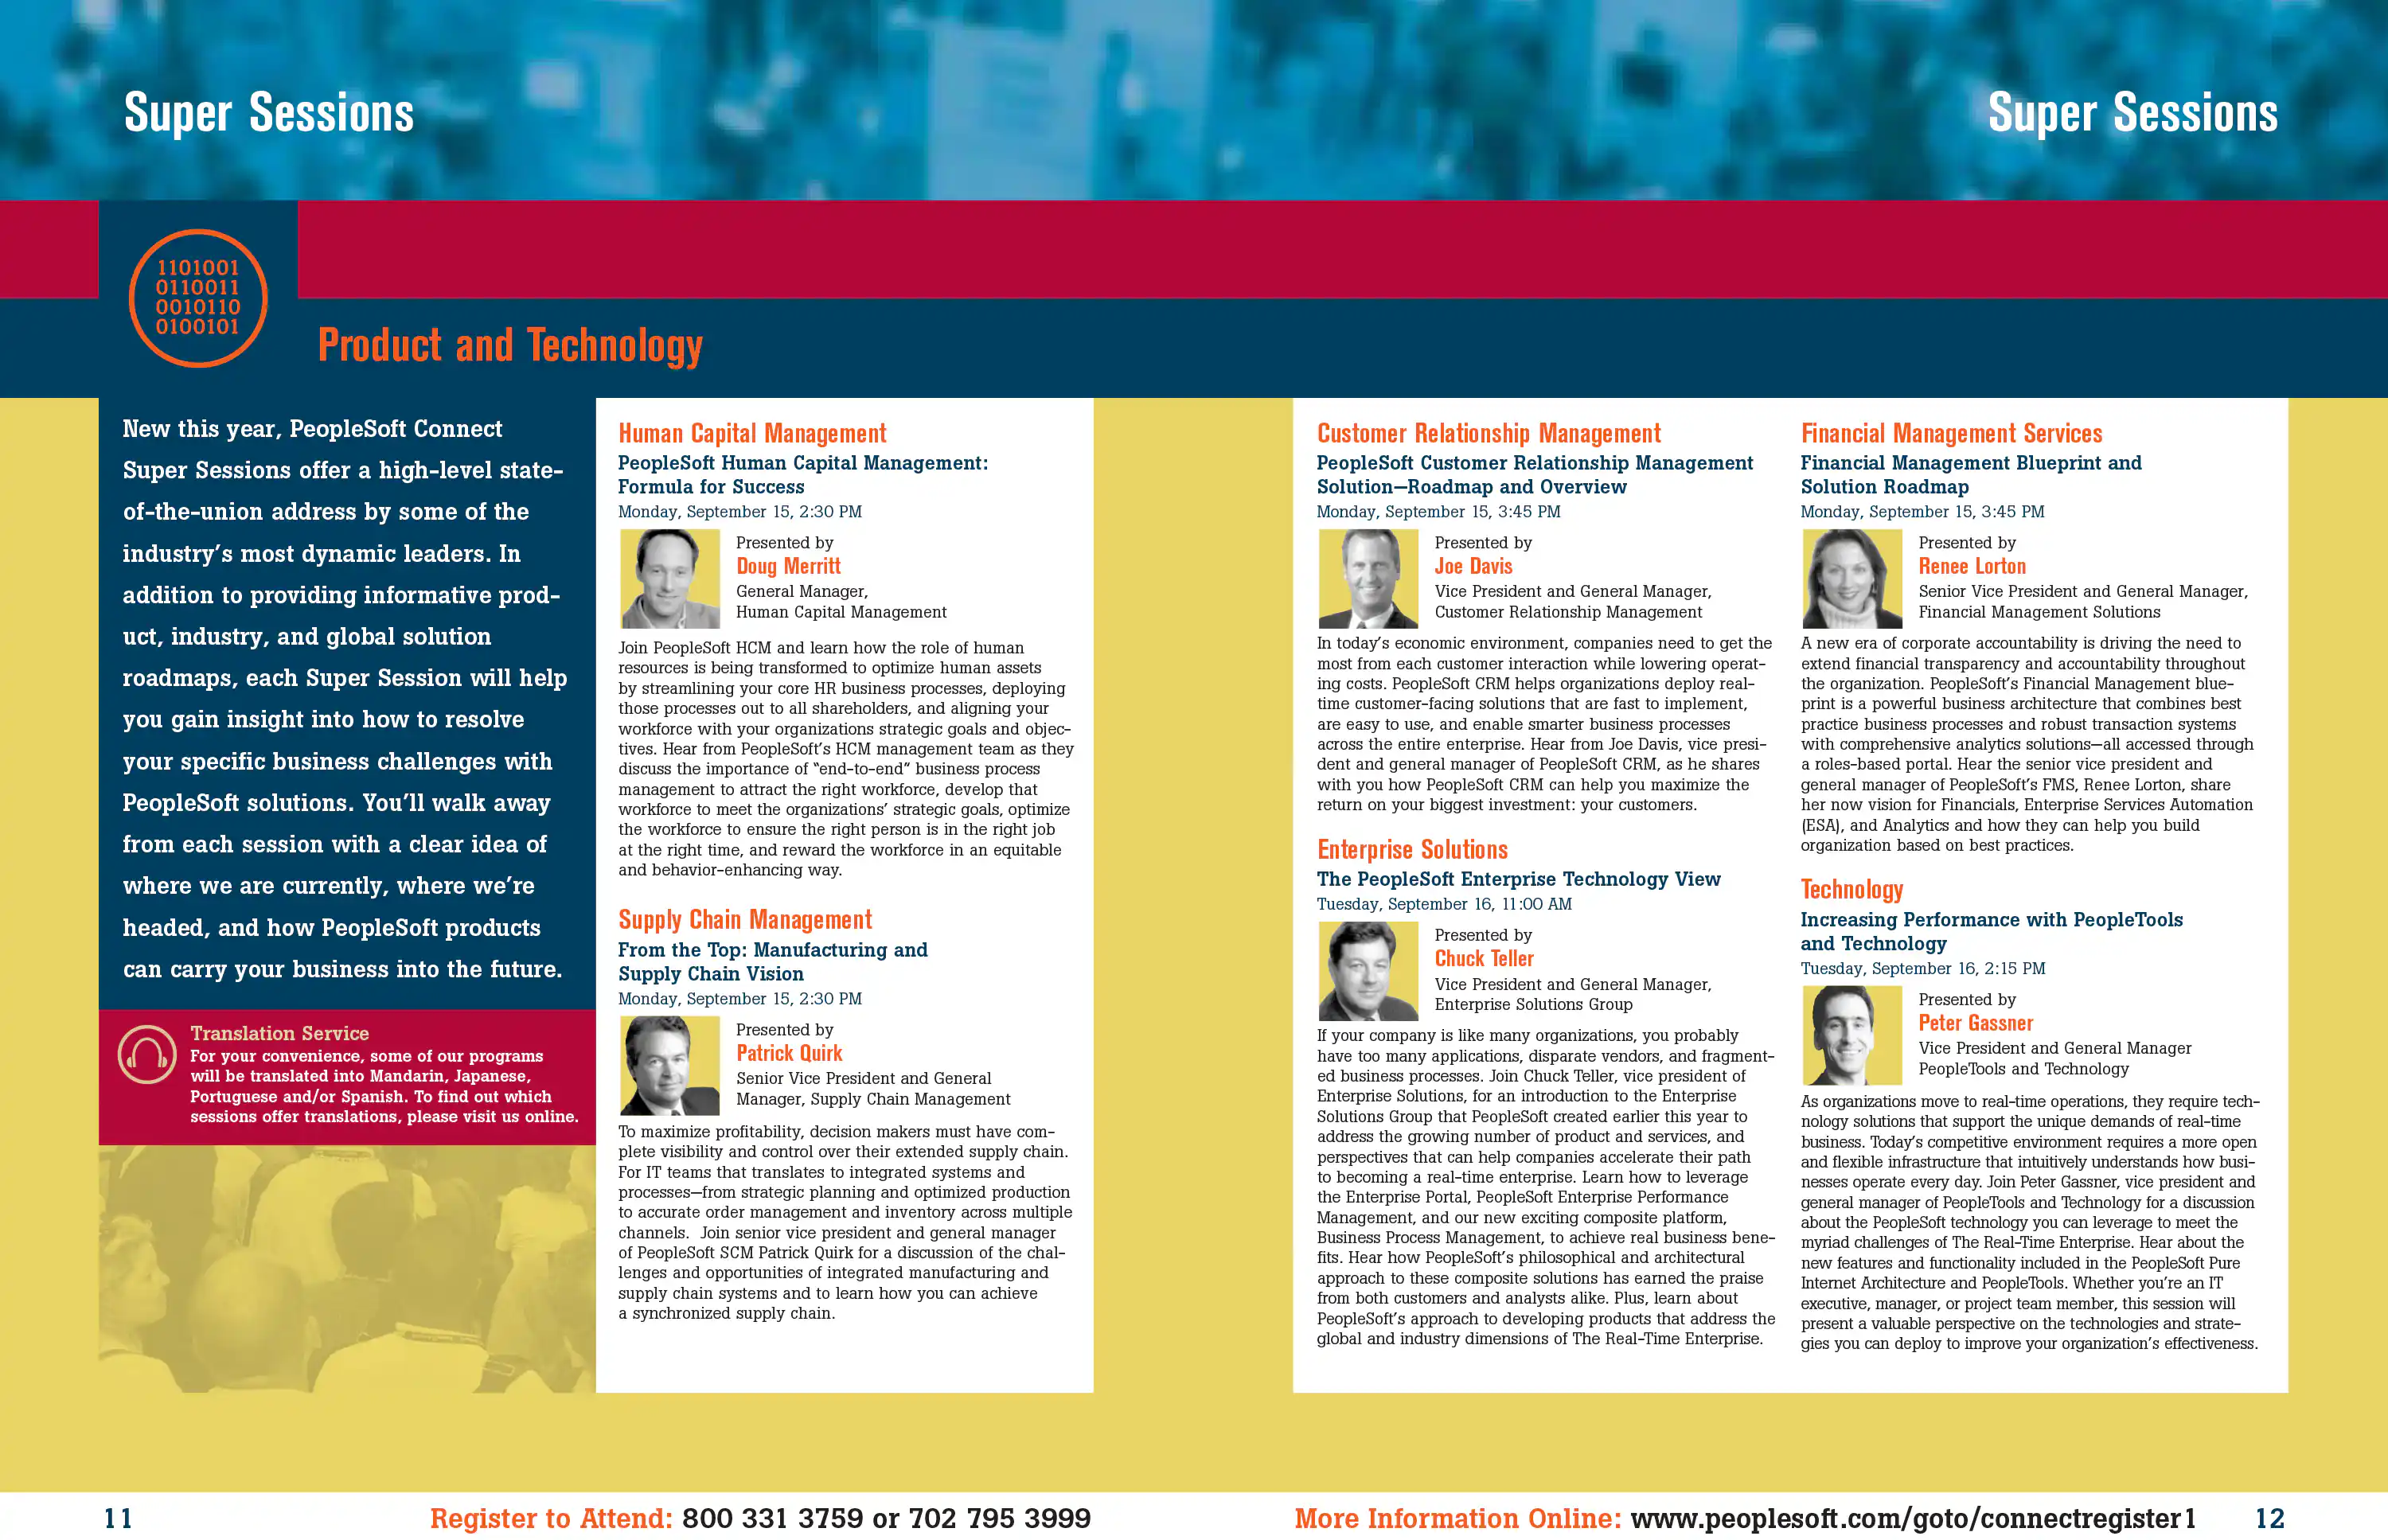 Super Sessions
Super Sessions
1101001
0110011
0010110
0100101
Product and Technology
New this year, PeopleSoft Connect
Super Sessions offer a high-level state-
of-the-union address by some of the
industry's most dynamic leaders. In
addition to providing informative prod-
uct, industry, and global solution
roadmaps, each Super Session will help
you gain insight into how to resolve
your specific business challenges with
PeopleSoft solutions. You'll walk away
from each session with a clear idea of
where we are currently, where we're
headed, and how PeopleSoft products
can carry your business into the future.
Translation Service
For your convenience, some of our programs
will be translated into Mandarin, Japanese,
Portuguese and/or Spanish. To find out which
sessions offer translations, please visit us online.
Human Capital Management
PeopleSoft Human Capital Management:
Formula for Success
Monday, September 15, 2:30 PM
Presented by
Doug Merritt
General Manager,
Human Capital Management
Join PeopleSoft HCM and learn how the role of human
resources is being transformed to optimize human assets
by streamlining your core HR business processes, deploying
those processes out to all shareholders, and aligning your
workforce with your organizations strategic goals and objec-
tives. Hear from PeopleSoft's HCM management team as they
discuss the importance of "end-to-end" business process
management to attract the right workforce, develop that
workforce to meet the organizations' strategic goals, optimize
the workforce to ensure the right person is in the right job
at the right time, and reward the workforce in an equitable
and behavior-enhancing way.
Supply Chain Management
From the Top: Manufacturing and
Supply Chain Vision
Monday, September 15, 2:30 PM
Presented by
Patrick Quirk
Senior Vice President and General
Manager, Supply Chain Management
To maximize profitability, decision makers must have com-
plete visibility and control over their extended supply chain.
For IT teams that translates to integrated systems and
processes—from strategic planning and optimized production
to accurate order management and inventory across multiple
channels.  Join senior vice president and general manager
of PeopleSoft SCM Patrick Quirk for a discussion of the chal-
lenges and opportunities of integrated manufacturing and
supply chain systems and to learn how you can achieve
a synchronized supply chain.
Customer Relationship Management
PeopleSoft Customer Relationship Management
Solution—Roadmap and Overview
Monday, September 15, 3:45 PM
Presented by
Joe Davis
Vice President and General Manager,
Customer Relationship Management
In today's economic environment, companies need to get the
most from each customer interaction while lowering operat-
ing costs. PeopleSoft CRM helps organizations deploy real-
time customer-facing solutions that are fast to implement,
are easy to use, and enable smarter business processes
across the entire enterprise. Hear from Joe Davis, vice presi-
dent and general manager of PeopleSoft CRM, as he shares
with you how PeopleSoft CRM can help you maximize the
return on your biggest investment: your customers.
Enterprise Solutions
The PeopleSoft Enterprise Technology View
Tuesday, September 16, 11:00 AM
Presented by
Chuck Teller
Vice President and General Manager,
Enterprise Solutions Group
If your company is like many organizations, you probably
have too many applications, disparate vendors, and fragment-
ed business processes. Join Chuck Teller, vice president of
Enterprise Solutions, for an introduction to the Enterprise
Solutions Group that PeopleSoft created earlier this year to
address the growing number of product and services, and
perspectives that can help companies accelerate their path
to becoming a real-time enterprise. Learn how to leverage
the Enterprise Portal, PeopleSoft Enterprise Performance
Management, and our new exciting composite platform,
Business Process Management, to achieve real business bene-
fits. Hear how PeopleSoft's philosophical and architectural
approach to these composite solutions has earned the praise
from both customers and analysts alike. Plus, learn about
PeopleSoft's approach to developing products that address the
global and industry dimensions of The Real-Time Enterprise.
Financial Management Services
Financial Management Blueprint and
Solution Roadmap
Monday, September 15, 3:45 PM
Presented by
Renee Lorton
Senior Vice President and General Manager,
Financial Management Solutions
A new era of corporate accountability is driving the need to
extend financial transparency and accountability throughout
the organization. PeopleSoft's Financial Management blue-
print is a powerful business architecture that combines best
practice business processes and robust transaction systems
with comprehensive analytics solutions—all accessed through
a roles-based portal. Hear the senior vice president and
general manager of PeopleSoft's FMS, Renee Lorton, share
her now vision for Financials, Enterprise Services Automation
(ESA), and Analytics and how they can help you build
organization based on best practices.
Technology
Increasing Performance with PeopleTools
and Technology
Tuesday, September 16, 2:15 PM
Presented by
Peter Gassner
Vice President and General Manager
PeopleTools and Technology
As organizations move to real-time operations, they require tech-
nology solutions that support the unique demands of real-time
business. Today's competitive environment requires a more open
and flexible infrastructure that intuitively understands how busi-
nesses operate every day. Join Peter Gassner, vice president and
general manager of PeopleTools and Technology for a discussion
about the PeopleSoft technology you can leverage to meet the
myriad challenges of The Real-Time Enterprise. Hear about the
new features and functionality included in the PeopleSoft Pure
Internet Architecture and PeopleTools. Whether you're an IT
executive, manager, or project team member, this session will
present a valuable perspective on the technologies and strate-
gies you can deploy to improve your organization's effectiveness.
11
Register to Attend: 800 331 3759 or 702 795 3999
More Information Online: www.peoplesoft.com/goto/connectregister1
12